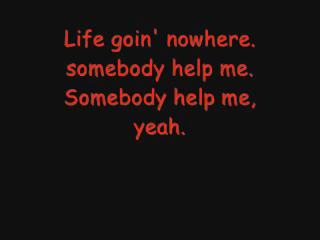 Life goin' nowhere.
somebody help me.
Somebody help me,
yeah.